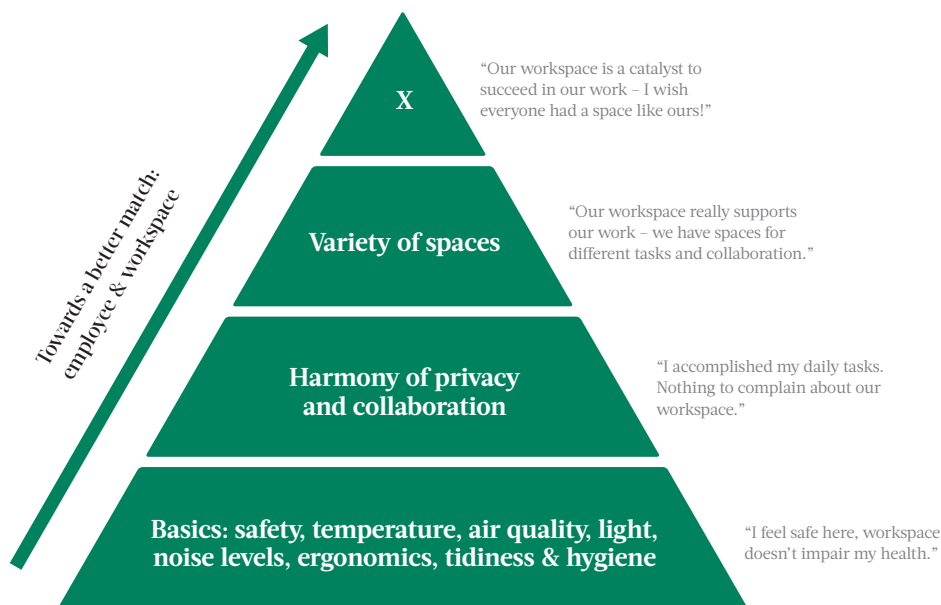 X
“Our workspace is a catalyst to
succeed in our work – I wish
everyone had a space like ours!”
Towards a better match:
employee & workspace
Variety of spaces
“Our workspace really supports
our work – we have spaces for
different tasks and collaboration.”
Harmony of privacy
and collaboration
“I accomplished my daily tasks.
Nothing to complain about our
workspace.”
Basics: safety, temperature, air quality, light,
noise levels, ergonomics, tidiness & hygiene
“I feel safe here, workspace
doesn’t impair my health.”